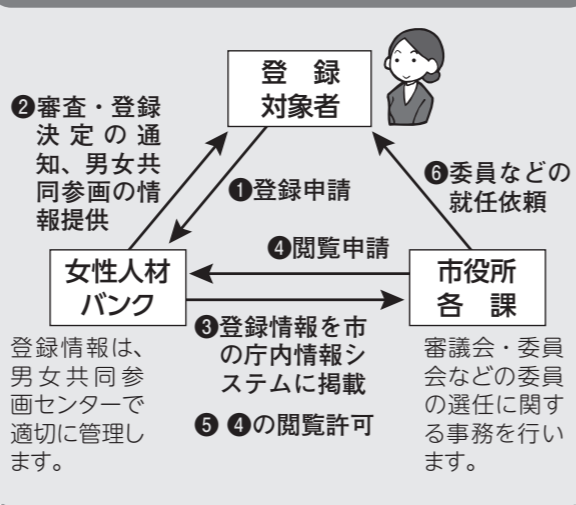 登　録
対象者
❷審査・登録
決定の通
知、男女共
同参画の情
報提供
❶登録申請
❻委員などの
就任依頼
❹閲覧申請
女性人材
バンク
市役所
各　課
❸登録情報を市
の庁内情報シ
ステムに掲載
❺ ❹の閲覧許可
登録情報は、
男女共同参
画センターで
適切に管理し
ます。
審議会・委員
会などの委員
の選任に関す
る事務を行い
ます。